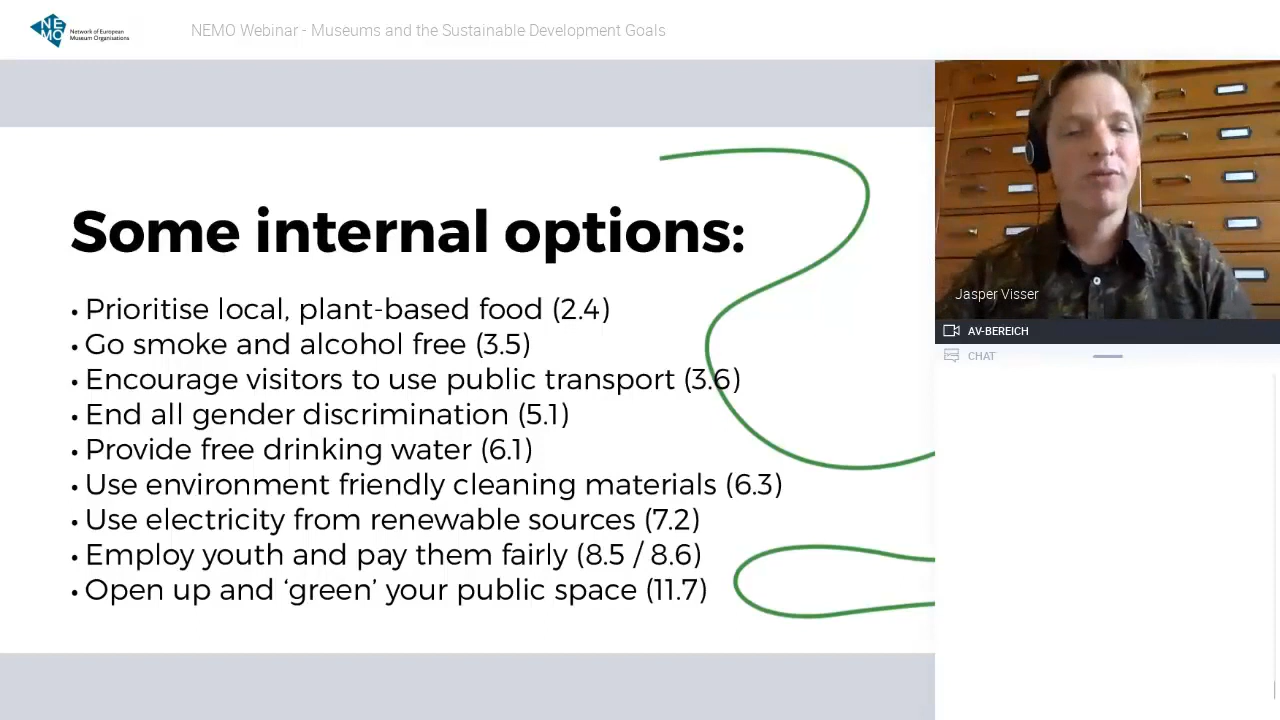 NE
MO
Network of European
Museum Organisations
NEMO Webinar - Museums and the Sustainable Development Goals
Some internal options:
• Prioritise local, plant-based food (2.4)
• Go smoke and alcohol free (3.5)
• Encourage visitors to use public transport (3.6)
• End all gender discrimination (5.1)
• Provide free drinking water (6.1)
• Use environment friendly cleaning materials (6.3)
• Use electricity from renewable sources (7.2)
• Employ youth and pay them fairly (8.5 / 8.6)
• Open up and ‘green’ your public space (11.7)
Jasper Visser
AV-BEREICH
CHAT